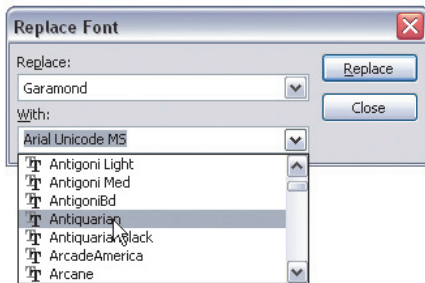 Replace Font
Replace:
Garamond
Replace
With:
Close
Arial Unicode MS
Antigoni Light
Antigoni Med
AntigoniBd
Antiquarian
Antiquarian Black
ArcadeAmerica
Arcane